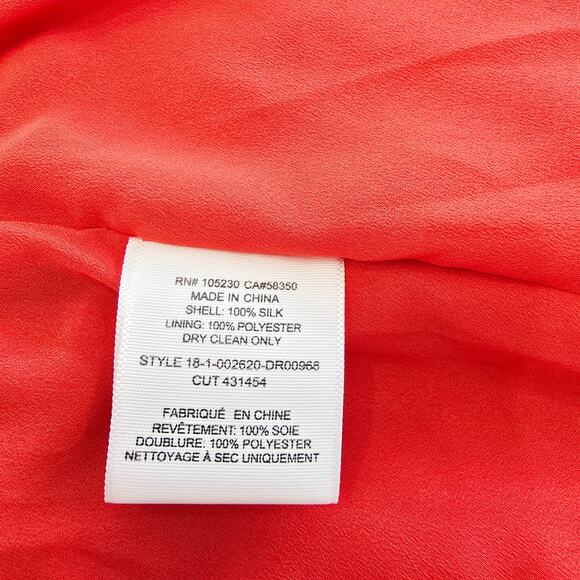 RN# 105230 CA#58350
MADE IN CHINA
SHELL: 100% SILK
LINING: 100% POLYESTER
DRY CLEAN ONLY
STYLE 18-1-002620-DR00968
CUT 431454
FABRIQUÉ EN CHINE
REVÊTEMENT: 100% SOIE
DOUBLURE: 100% POLYESTER
NETTOYAGE À SEC UNIQUEMENT